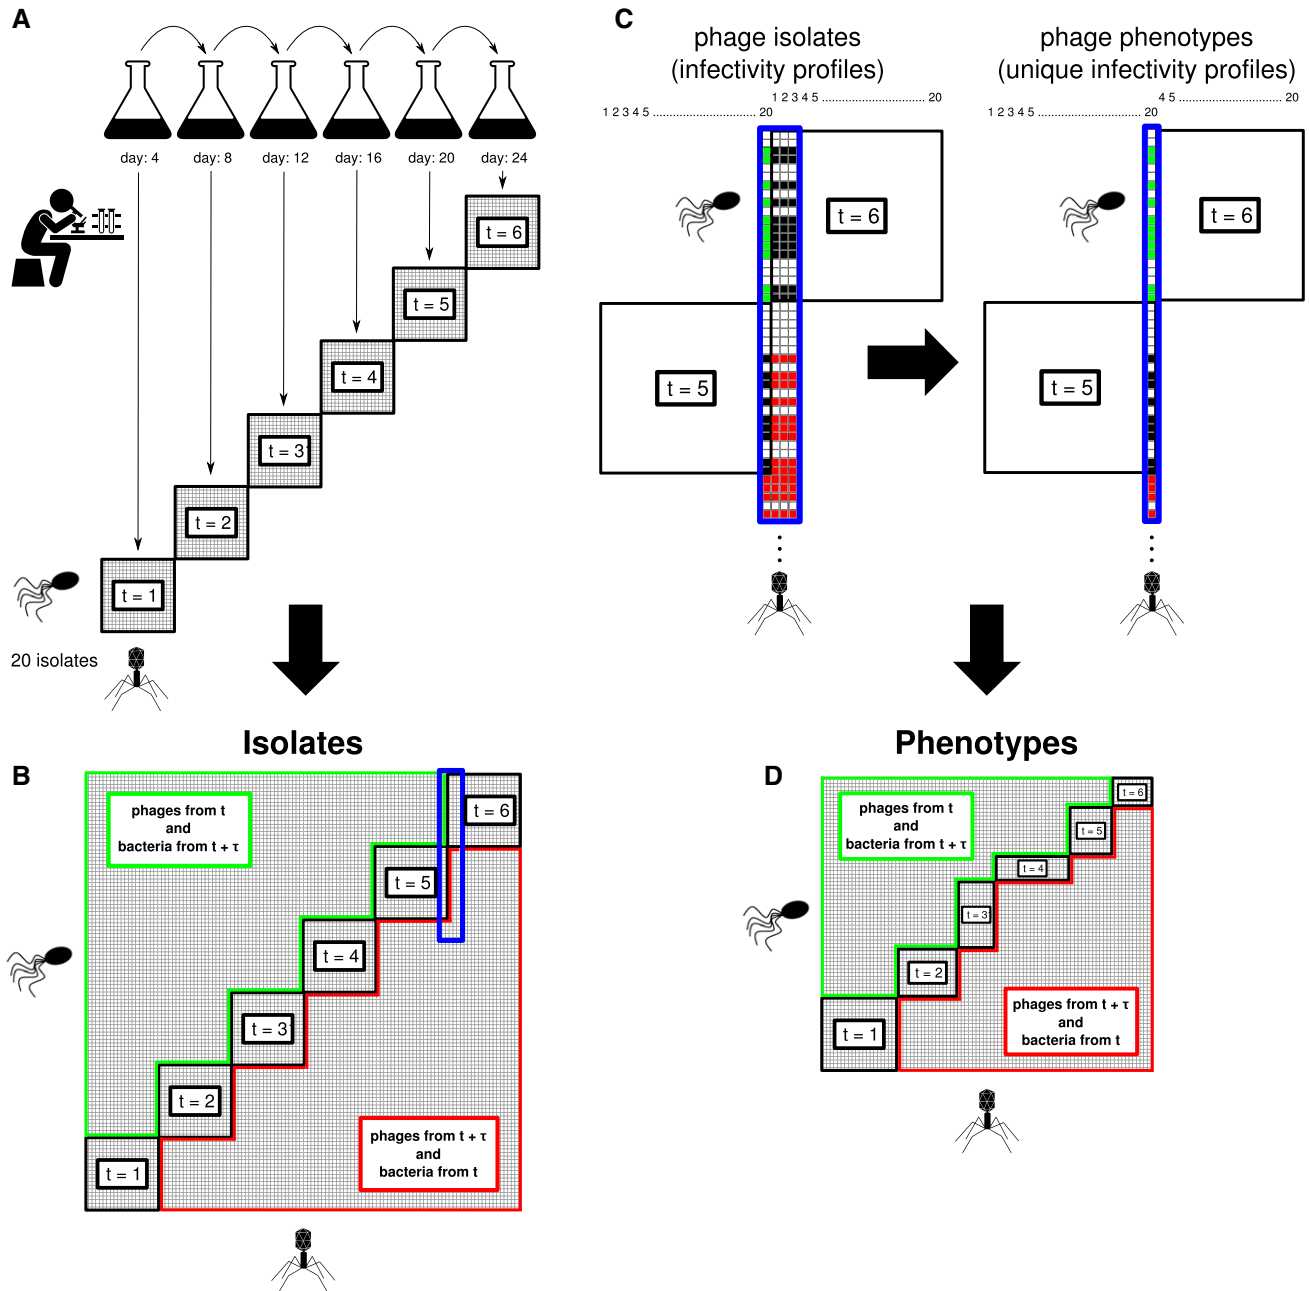 A
day: 4
day: 8
day: 12
day: 16
day: 20
day: 24
t = 6
t = 5
t = 4
t = 3
t = 2
t = 1
20 isolates
C
phage isolates
(infectivity profiles)
1 2 3 4 5 ............................ 20
1 2 3 4 5 ............................ 20
t = 6
t = 5
phage phenotypes
(unique infectivity profiles)
4 5 ............................ 20
1 2 3 4 5 ............................ 20
t = 6
t = 5
Isolates
B
phages from t
and
bacteria from t + τ
t = 6
t = 5
t = 4
t = 3
t = 2
t = 1
phages from t + τ
and
bacteria from t
Phenotypes
D
phages from t
and
bacteria from t + τ
t = 6
t = 5
t = 4
t = 3
t = 2
t = 1
phages from t + τ
and
bacteria from t